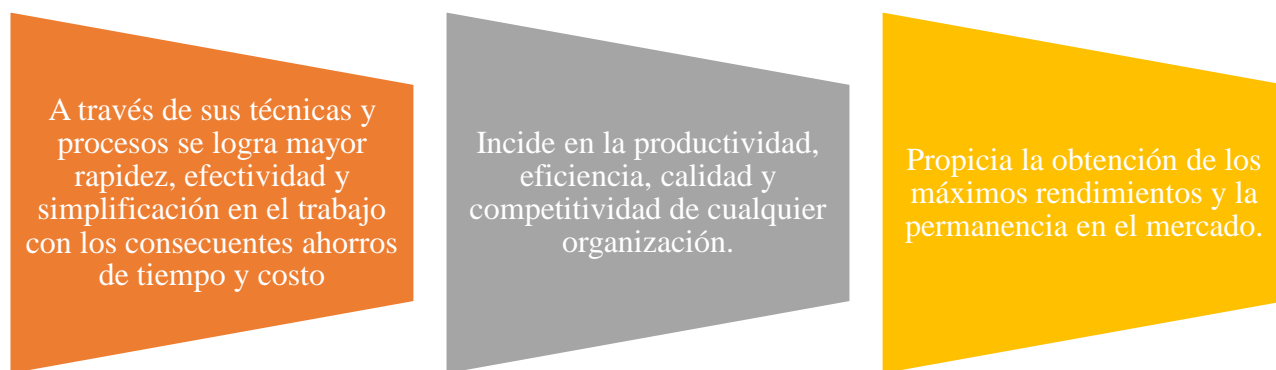 A través de sus técnicas y
procesos se logra mayor
rapidez, efectividad y
simplificación en el trabajo
con los consecuentes ahorros
de tiempo y costo
Incide en la productividad,
eficiencia, calidad y
competitividad de cualquier
organización.
Propicia la obtención de los
máximos rendimientos y la
permanencia en el mercado.